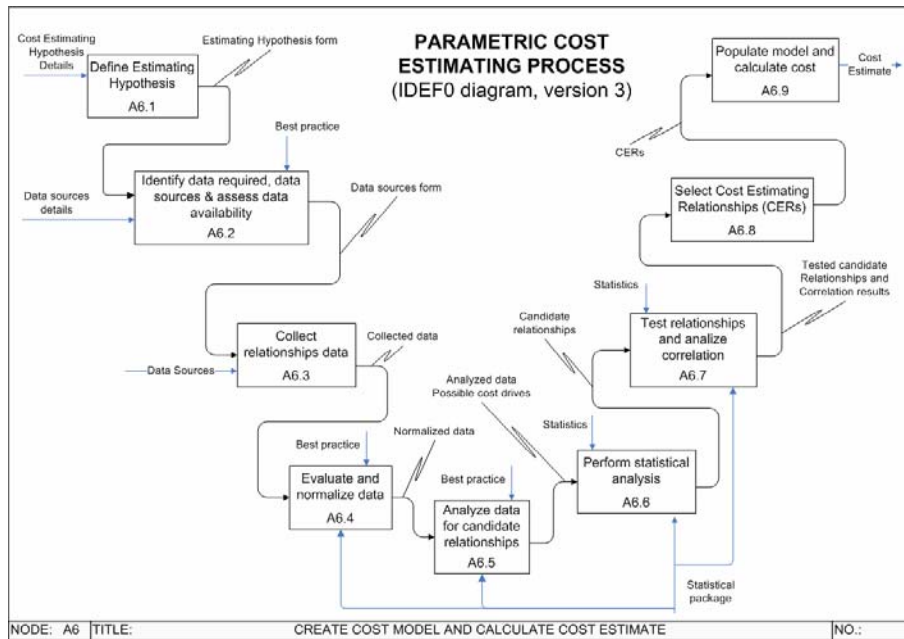 PARAMETRIC COST
ESTIMATING PROCESS
(IDEF0 diagram, version 3)
Cost Estimating
Hypothesis
Details
Define Estimating
Hypothesis
A6.1
Estimating Hypothesis form
Best practice
Data sources
details
Identify data required, data
sources & assess data
availability
A6.2
Data sources form
Data Sources
Collect
relationships data
A6.3
Collected data
Best practice
Evaluate and
normalize data
A6.4
Normalized data
Best practice
Analyze data
for candidate
relationships
A6.5
Analyzed data
Possible cost drives
Statistics
Perform statistical
analysis
A6.6
Candidate
relationships
Statistics
Test relationships
and analize
correlation
A6.7
Tested candidate
Relationships and
Correlation results
Select Cost Estimating
Relationships (CERs)
A6.8
CERs
Populate model and
calculate cost
A6.9
Cost
Estimate
Statistical
package
NODE: A6 TITLE: CREATE COST MODEL AND CALCULATE COST ESTIMATE NO.: